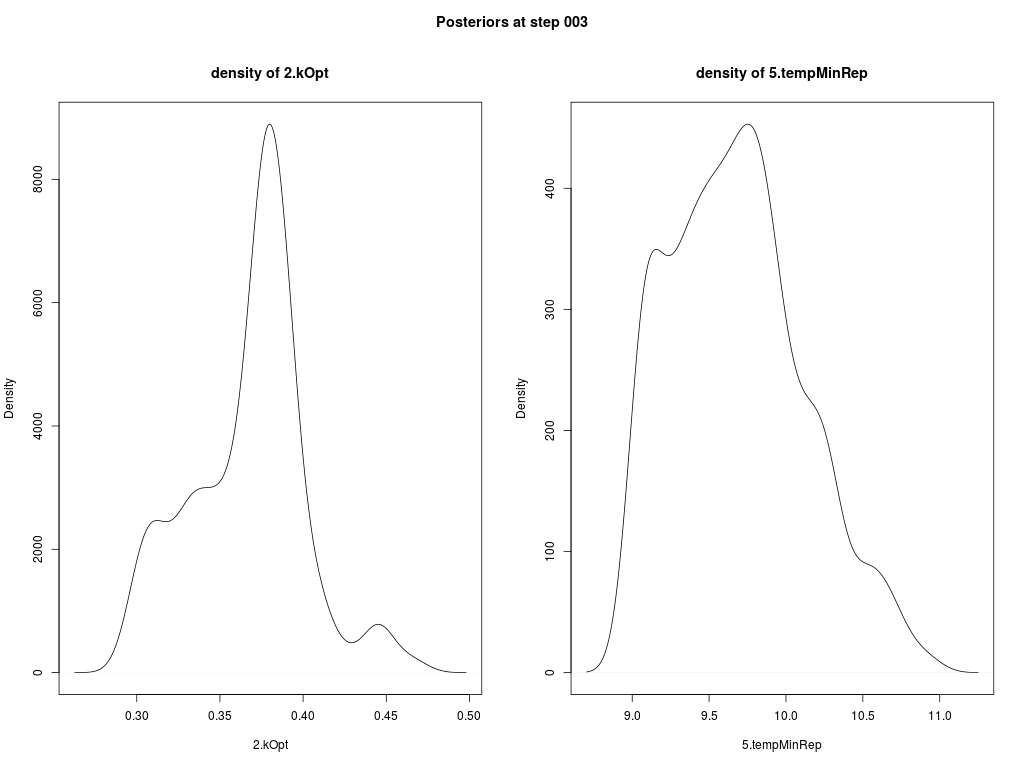 Posteriors at step 003
density of 2.kOpt
Density
0
2000
4000
6000
8000
0.30 0.35 0.40 0.45 0.50
2.kOpt
density of 5.tempMinRep
Density
0
100
200
300
400
9.0 9.5 10.0 10.5 11.0
5.tempMinRep